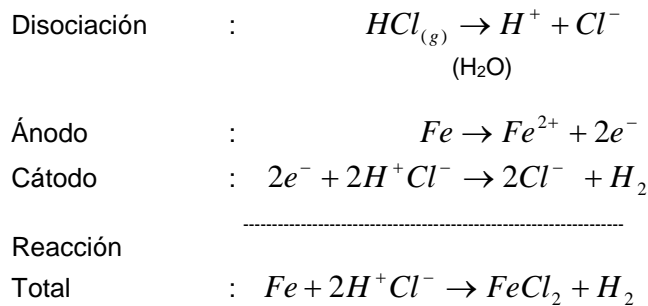 Disociación : HCl₍g₎ → H⁺ + Cl⁻
(H₂O)
Ánodo : Fe → Fe²⁺ + 2e⁻
Cátodo : 2e⁻ + 2H⁺Cl⁻ → 2Cl⁻ + H₂
-------------------------------------------------------------------
Reacción
Total : Fe + 2H⁺Cl⁻ → FeCl₂ + H₂